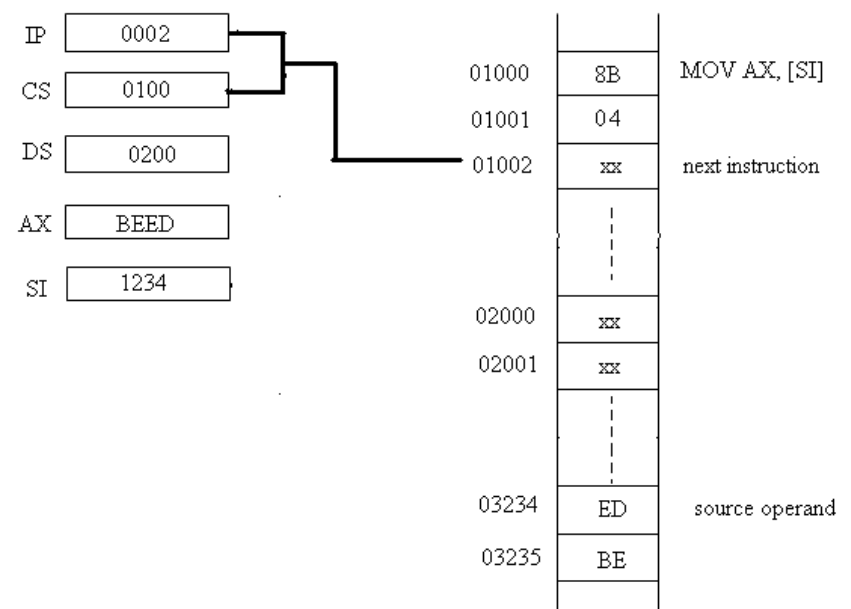 IP 0002
CS 0100
DS 0200
AX BEED
SI 1234
01000 8B MOV AX, [SI]
01001 04
01002 xx next instruction
02000 xx
02001 xx
03234 ED source operand
03235 BE